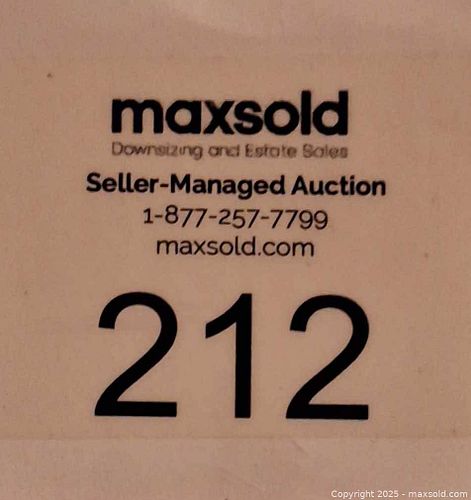 maxsold
Downsizing and Estate Sales
Seller-Managed Auction
1-877-257-7799
maxsold.com
212
Copyright 2025 - maxsold.com